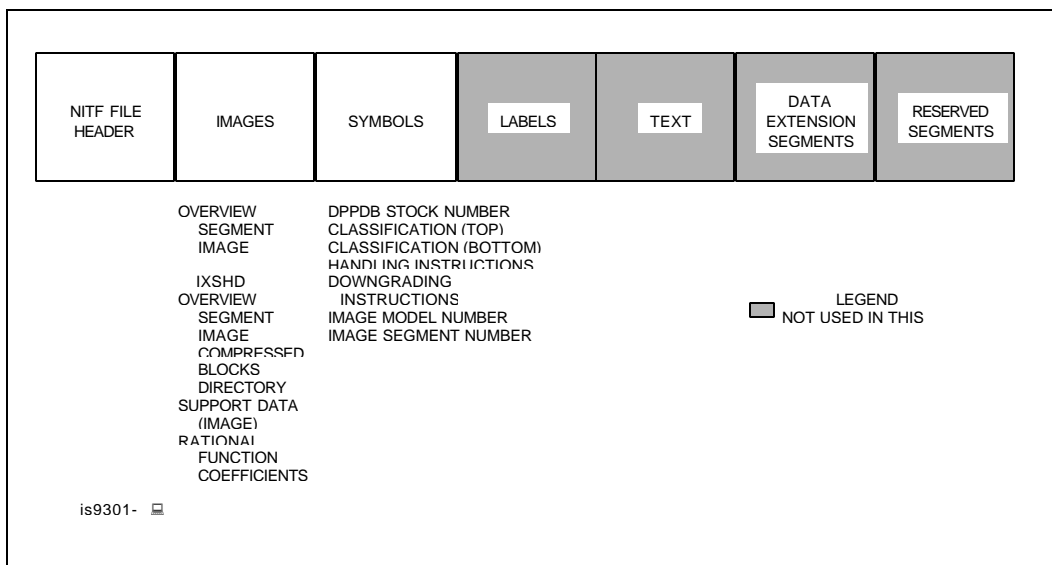 NITF FILE
HEADER
IMAGES
SYMBOLS
LABELS
TEXT
DATA
EXTENSION
SEGMENTS
RESERVED
SEGMENTS
OVERVIEW
SEGMENT
IMAGE
IXSHD
OVERVIEW
SEGMENT
IMAGE
COMPRESSED
BLOCKS
DIRECTORY
SUPPORT DATA
(IMAGE)
RATIONAL
FUNCTION
COEFFICIENTS
DPPDB STOCK NUMBER
CLASSIFICATION (TOP)
CLASSIFICATION (BOTTOM)
HANDLING INSTRUCTIONS
DOWNGRADING
INSTRUCTIONS
IMAGE MODEL NUMBER
IMAGE SEGMENT NUMBER
LEGEND
NOT USED IN THIS
is9301-